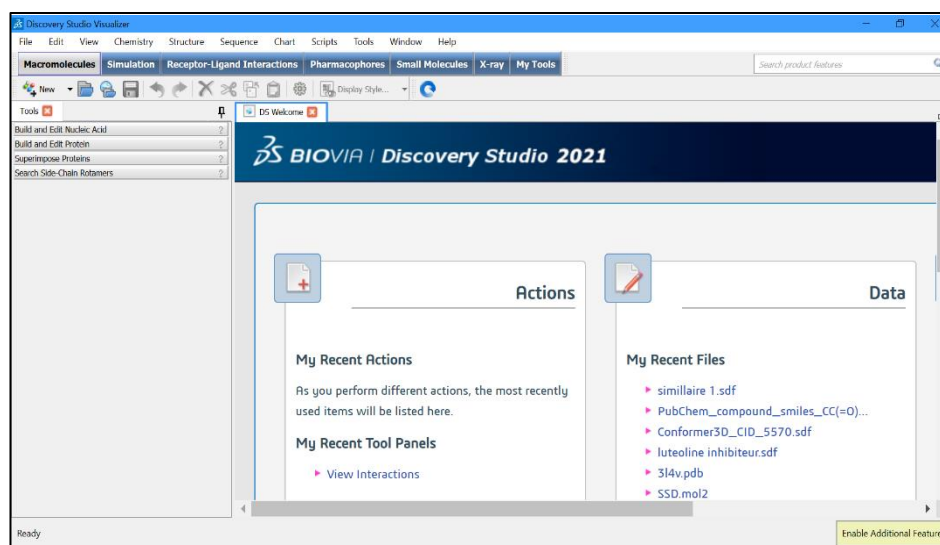 Discovery Studio Visualizer
File Edit View Chemistry Structure Sequence Chart Scripts Tools Window Help
Macromolecules Simulation Receptor-Ligand Interactions Pharmacophores Small Molecules X-ray My Tools
Search product features
New Display Style...
Tools DS Welcome
Build and Edit Nucleic Acid ?
Build and Edit Protein ?
Superimpose Proteins ?
Search Side-Chain Rotamers ?
BIOVIA | Discovery Studio 2021
Actions
My Recent Actions
As you perform different actions, the most recently
used items will be listed here.
My Recent Tool Panels
View Interactions
Data
My Recent Files
simillaire 1.sdf
PubChem_compound_smiles_CC(=O)...
Conformer3D_CID_5570.sdf
luteoline inhibiteur.sdf
3l4v.pdb
SSD.mol2
Ready
Enable Additional Feature